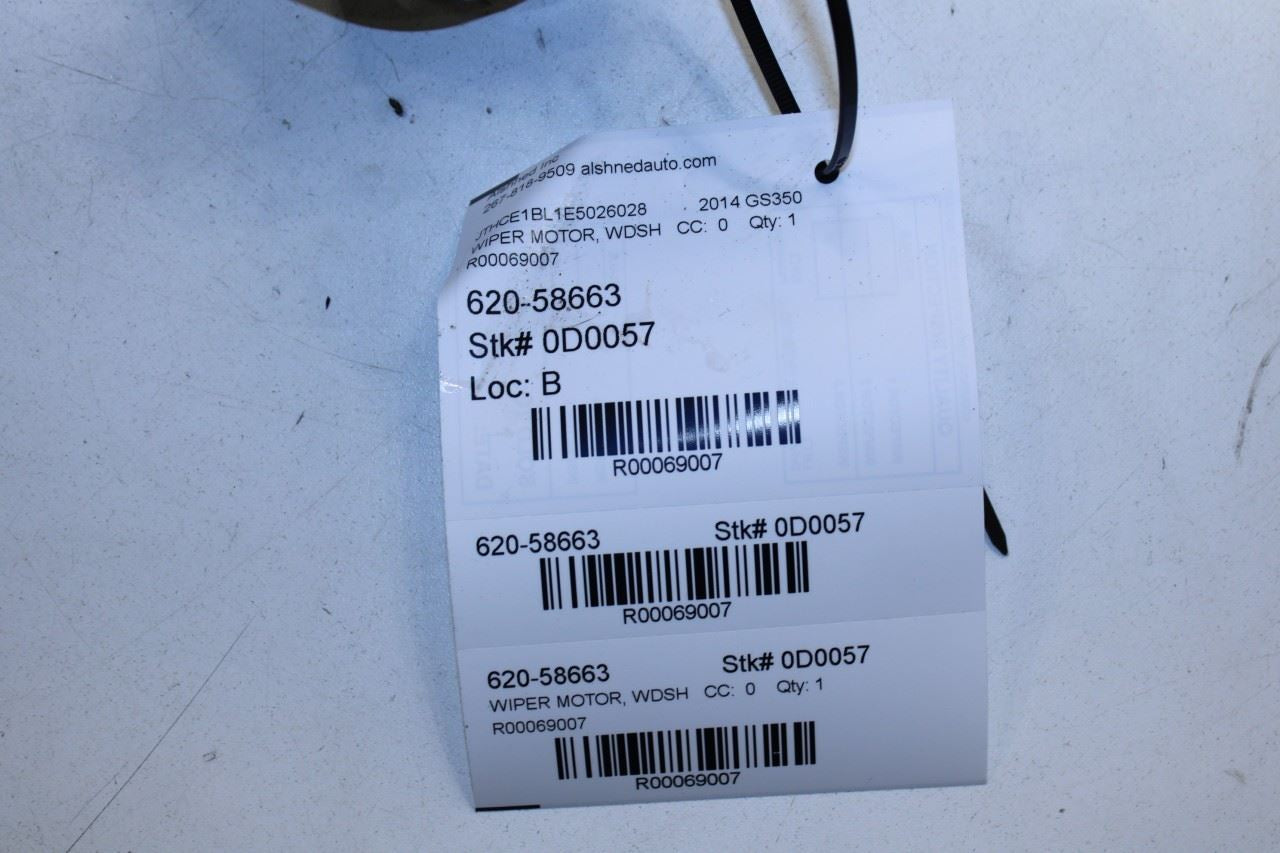 Inc
267-818-9509 alshnedauto.com
JTHCE1BL1E5026028 2014 GS350
WIPER MOTOR, WDSH CC: 0 Qty: 1
R00069007
620-58663
Stk# 0D0057
Loc: B
R00069007
620-58663 Stk# 0D0057
R00069007
620-58663 Stk# 0D0057
WIPER MOTOR, WDSH CC: 0 Qty: 1
R00069007
R00069007